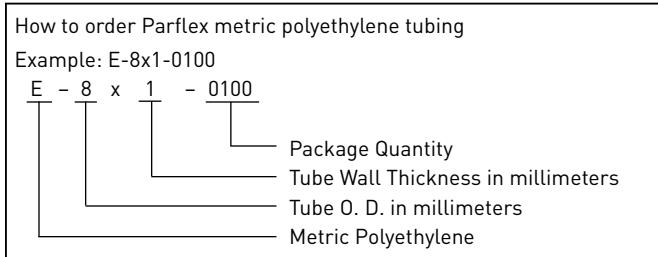 How to order Parflex metric polyethylene tubing
Example: E-8x1-0100
E – 8 x 1 – 0100
Package Quantity
Tube Wall Thickness in millimeters
Tube O. D. in millimeters
Metric Polyethylene